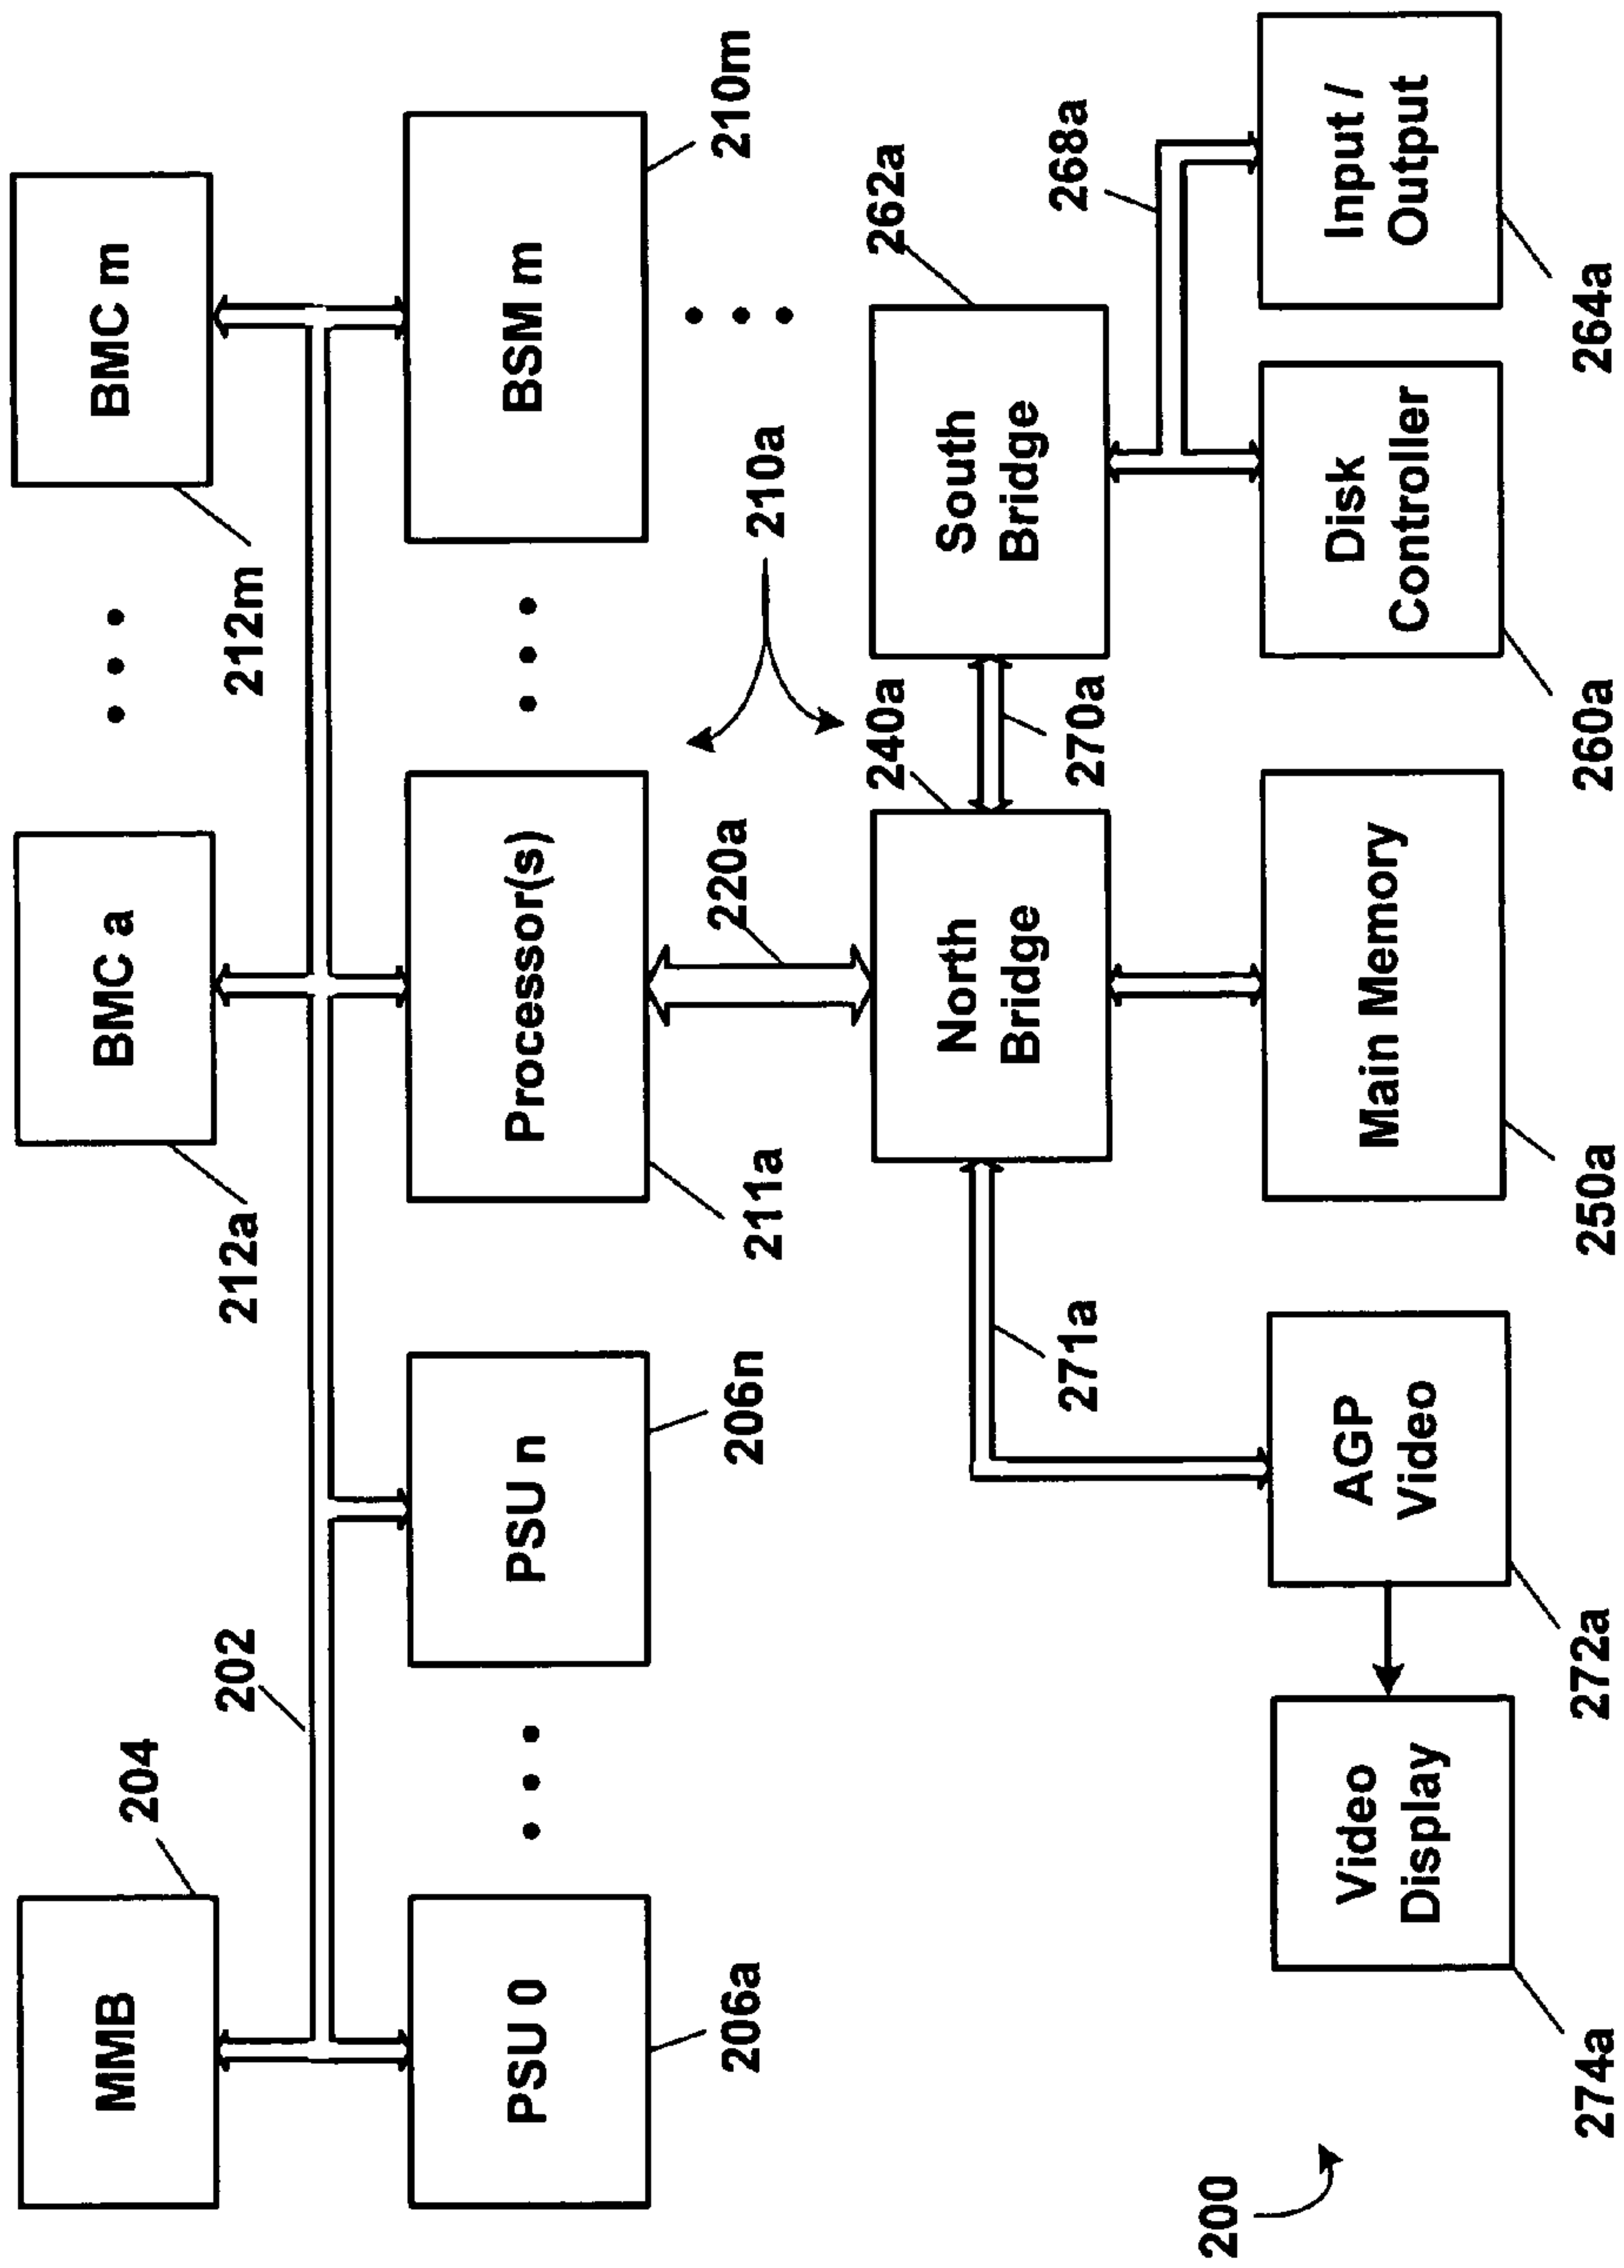 MMB
204
BMC a
212a
BMC m
212m
202
PSU 0
206a
PSU n
206n
Processor(s)
211a
BSM m
210m
210a
220a
North
Bridge
240a
South
Bridge
262a
270a
271a
268a
Video
Display
274a
AGP
Video
272a
Main Memory
250a
Disk
Controller
260a
Input /
Output
264a
200